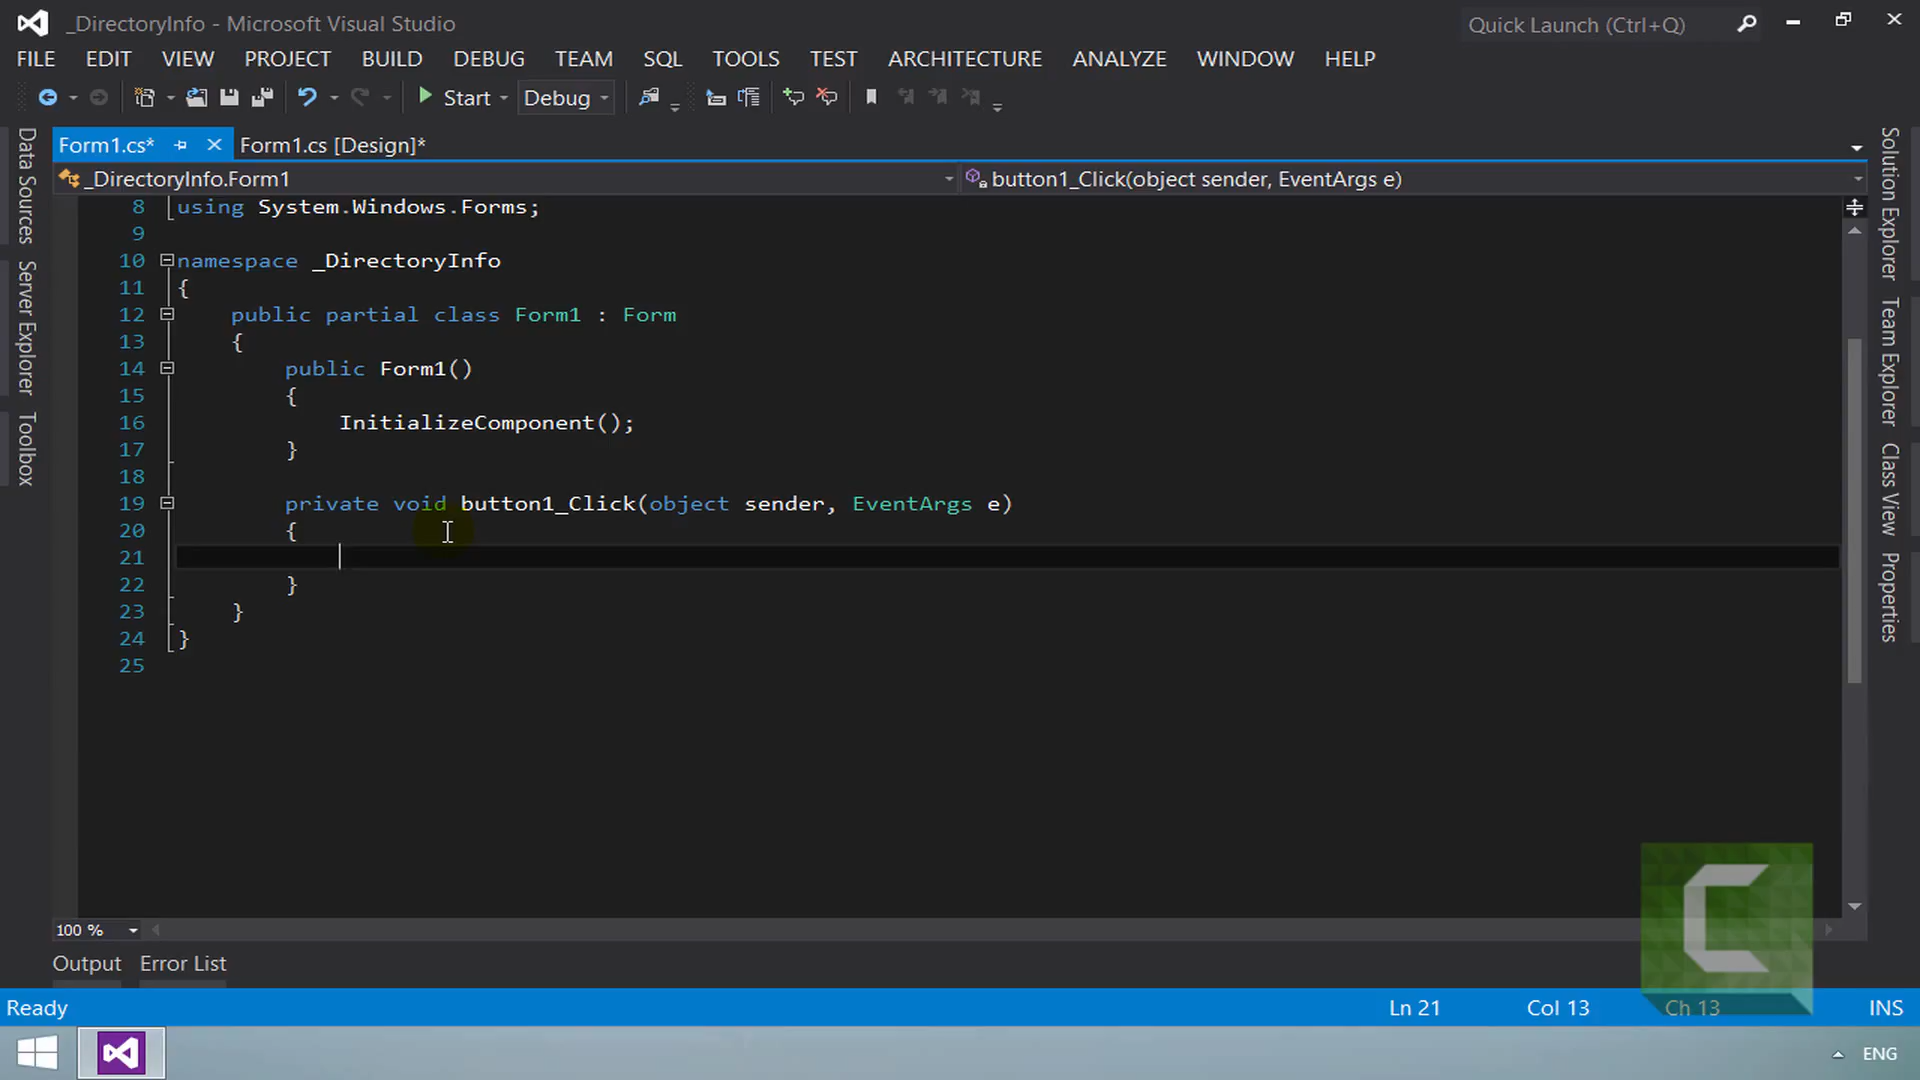 _DirectoryInfo - Microsoft Visual Studio
Quick Launch (Ctrl+Q)
FILE EDIT VIEW PROJECT BUILD DEBUG TEAM SQL TOOLS TEST ARCHITECTURE ANALYZE WINDOW HELP
Start Debug
Form1.cs* Form1.cs [Design]*
_DirectoryInfo.Form1 button1_Click(object sender, EventArgs e)
8 using System.Windows.Forms;
9
10 namespace _DirectoryInfo
11 {
12 public partial class Form1 : Form
13 {
14 public Form1()
15 {
16 InitializeComponent();
17 }
18
19 private void button1_Click(object sender, EventArgs e)
20 {
21
22 }
23 }
24 }
25
Data Sources
Server Explorer
Toolbox
Solution Explorer
Team Explorer
Class View
Properties
100 %
Output Error List
Ready Ln 21 Col 13 Ch 13 INS
ENG